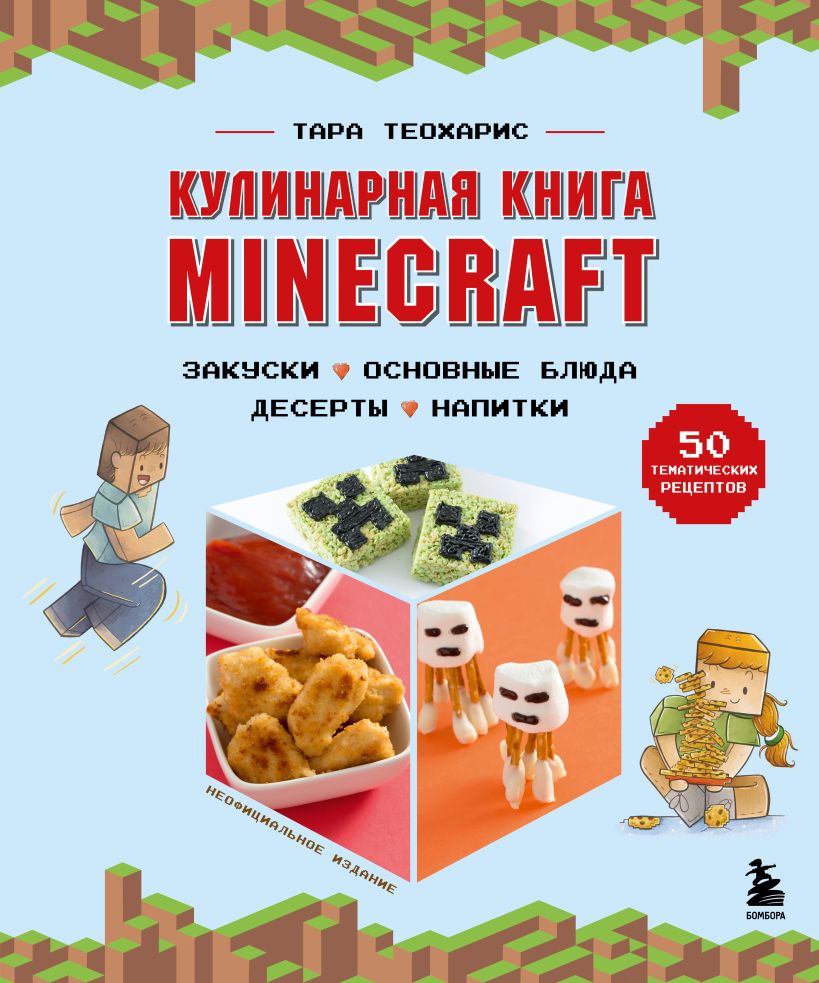 ТАРА ТЕОХАРИС
КУЛИНАРНАЯ КНИГА
MINECRAFT
ЗАКУСКИ ОСНОВНЫЕ БЛЮДА
ДЕСЕРТЫ НАПИТКИ
50
ТЕМАТИЧЕСКИХ
РЕЦЕПТОВ
НЕОФИЦИАЛЬНОЕ ИЗДАНИЕ
БОМБОРА